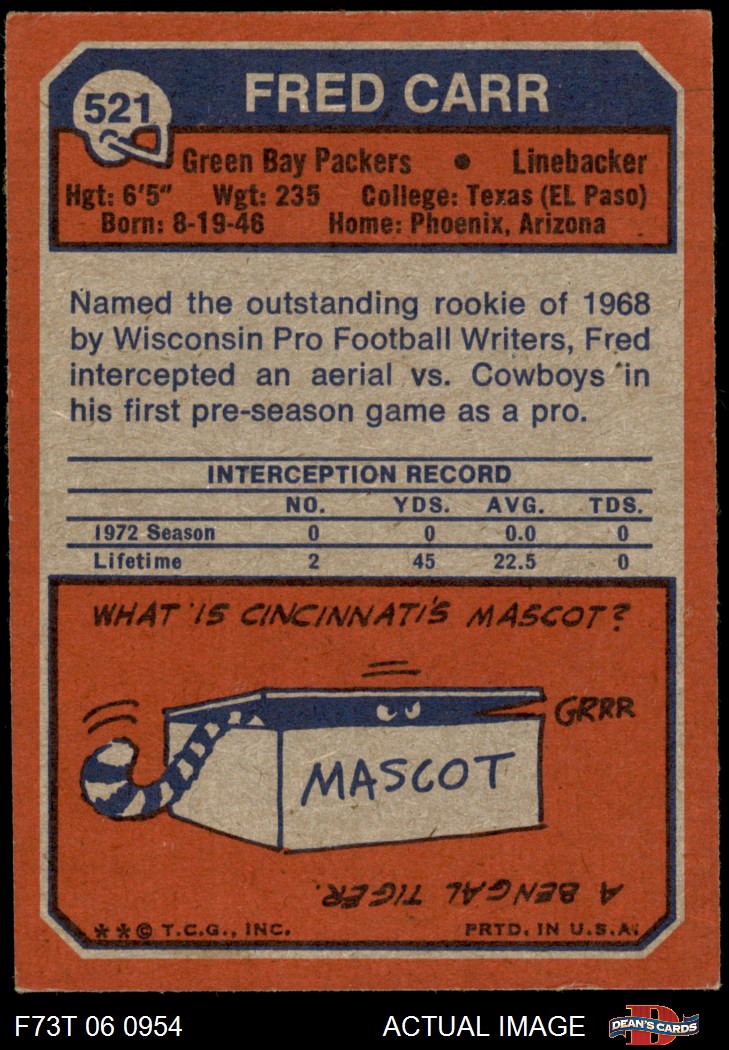 521
FRED CARR
Green Bay Packers • Linebacker
Hgt: 6'5" Wgt: 235 College: Texas (EL Paso)
Born: 8-19-46 Home: Phoenix, Arizona
Named the outstanding rookie of 1968
by Wisconsin Pro Football Writers, Fred
intercepted an aerial vs. Cowboys in
his first pre-season game as a pro.
INTERCEPTION RECORD
NO. YDS. AVG. TDS.
1972 Season 0 0 0.0 0
Lifetime 2 45 22.5 0
WHAT IS CINCINNATI'S MASCOT?
GRRR
MASCOT
A BENGAL TIGER.
**© T.C.G., INC. PRTD. IN U.S.A.
F73T 06 0954 ACTUAL IMAGE DEAN'S CARDS